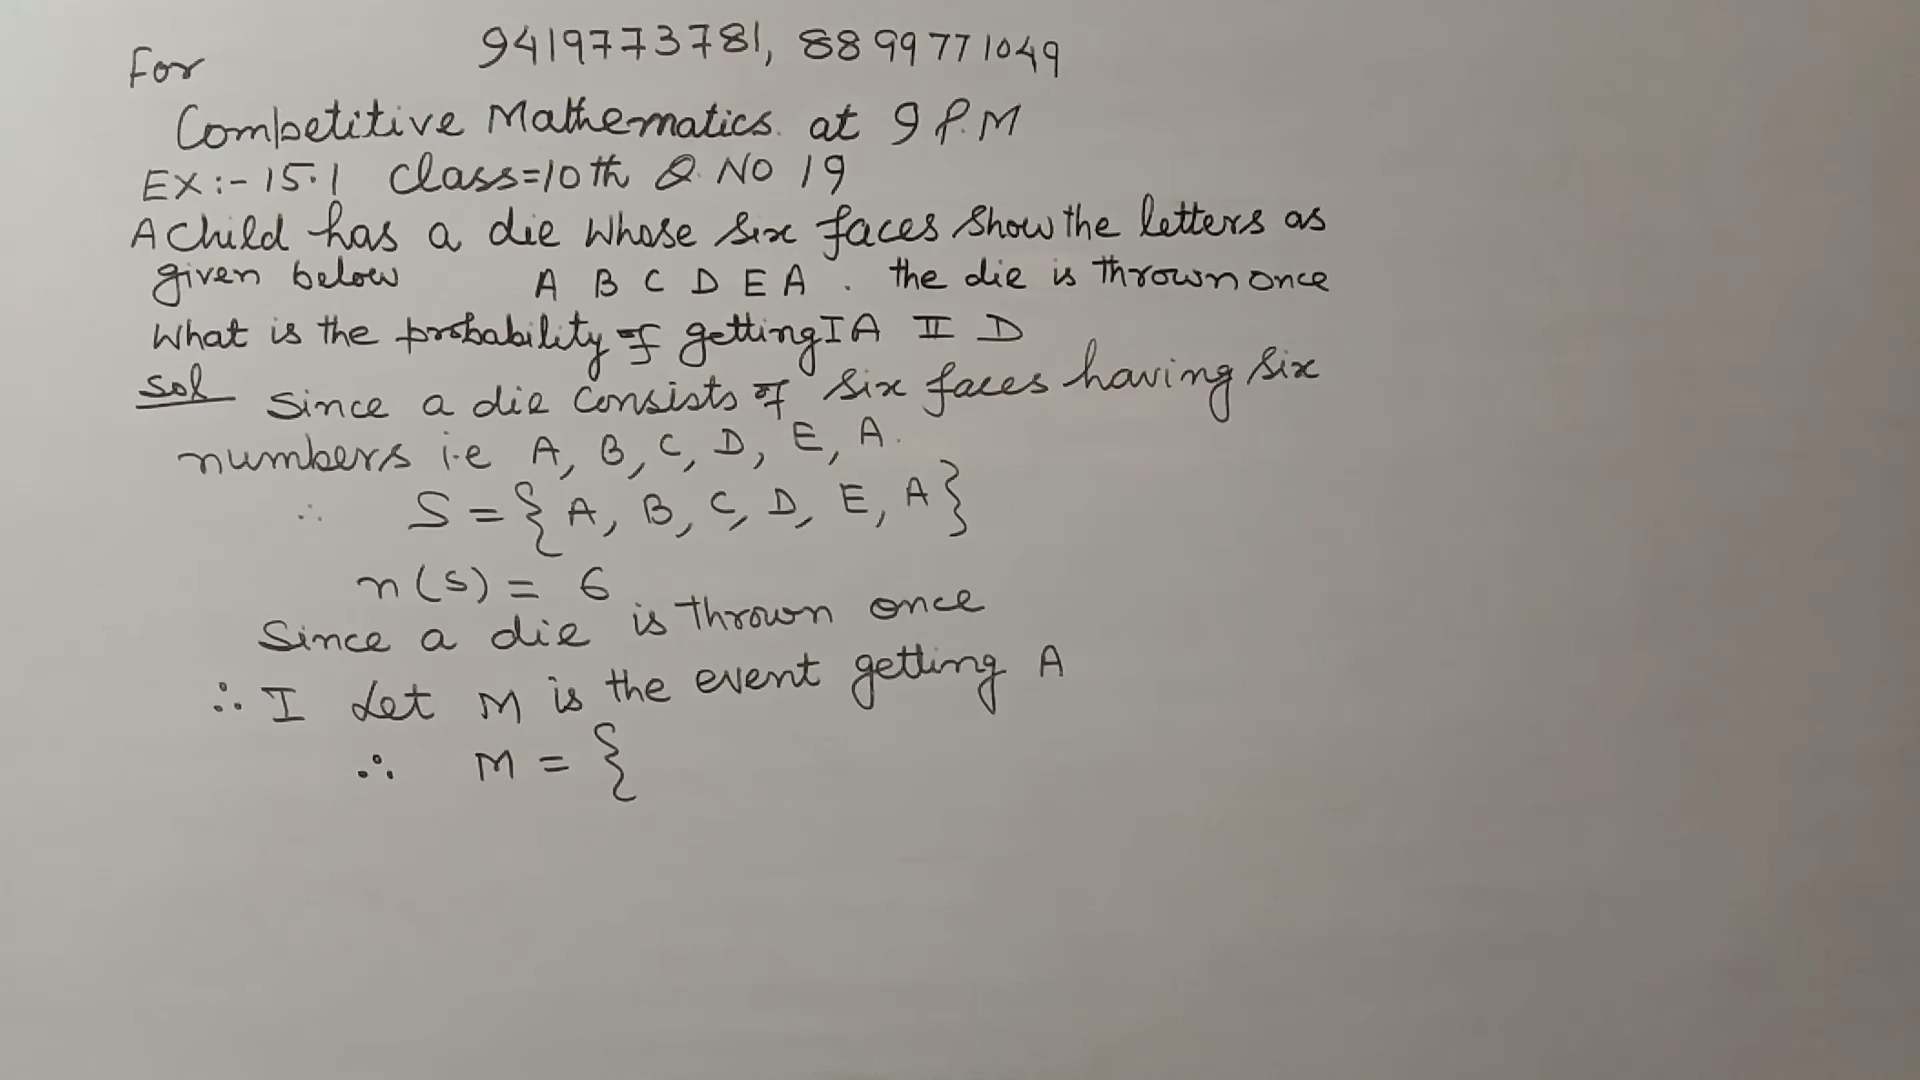 For 9419773781, 8899771049
Competitive Mathematics at 9 P.M
EX:- 15.1 Class=10th Q. NO 19
A Child has a die whose six faces show the letters as
given below A B C D E A . the die is thrown once
What is the probability of getting I A II D
Sol Since a die consists of six faces having six
numbers i.e A, B, C, D, E, A.
∴ S = { A, B, C, D, E, A }
n(s) = 6
Since a die is thrown once
∴ I Let M is the event getting A
∴ M = {